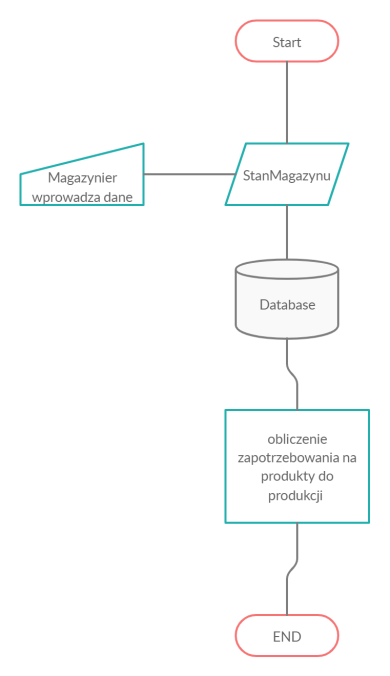 Start
Magazynier
wprowadza dane
StanMagazynu
Database
obliczenie
zapotrzebowania na
produkty do
produkcji
END